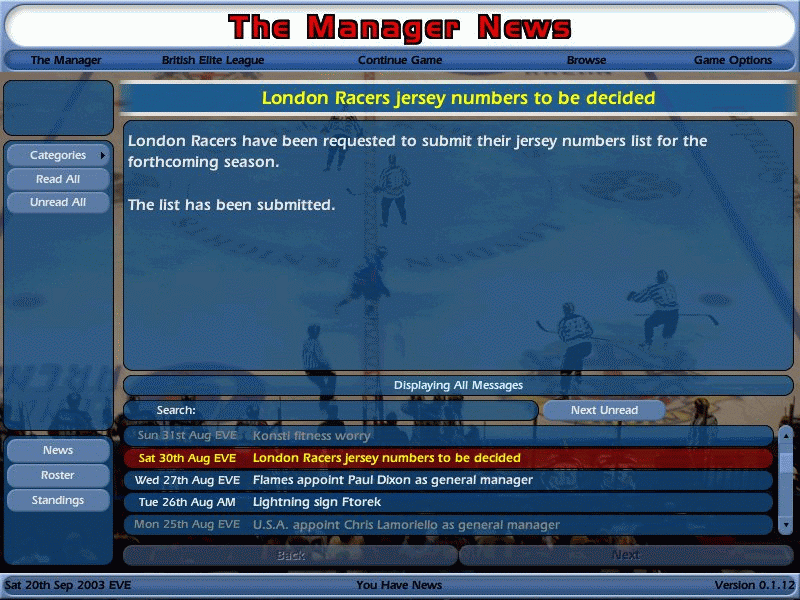 The Manager News
The Manager British Elite League Continue Game Browse Game Options
London Racers jersey numbers to be decided
London Racers have been requested to submit their jersey numbers list for the
forthcoming season.
The list has been submitted.
Categories
Read All
Unread All
Displaying All Messages
Search: Next Unread
Sun 31st Aug EVE Konsti fitness worry
Sat 30th Aug EVE London Racers jersey numbers to be decided
Wed 27th Aug EVE Flames appoint Paul Dixon as general manager
Tue 26th Aug AM Lightning sign Ftorek
Mon 25th Aug EVE U.S.A. appoint Chris Lamoriello as general manager
News
Roster
Standings
Back Next
Sat 20th Sep 2003 EVE You Have News Version 0.1.12